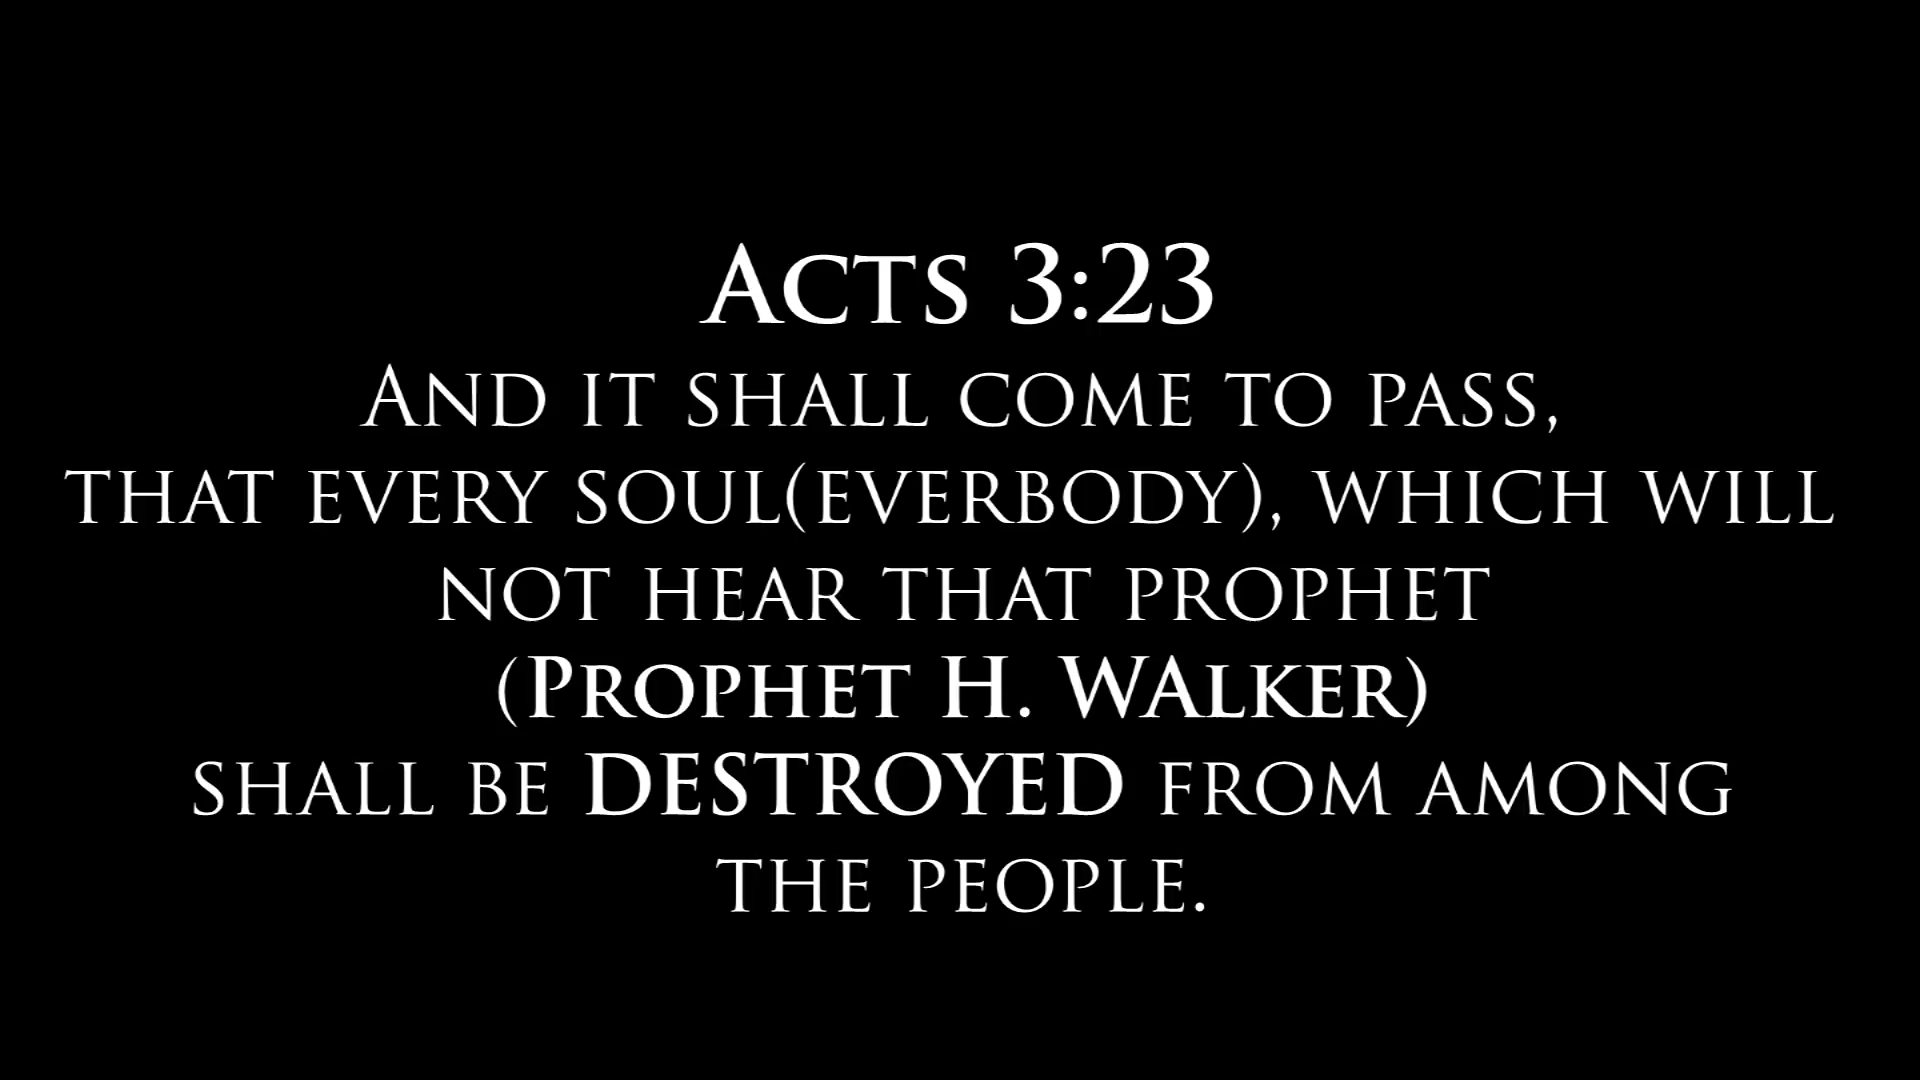 Acts 3:23
And it shall come to pass,
that every soul(everbody), which will
not hear that prophet
(Prophet H. WAlker)
shall be DESTROYED from among
the people.